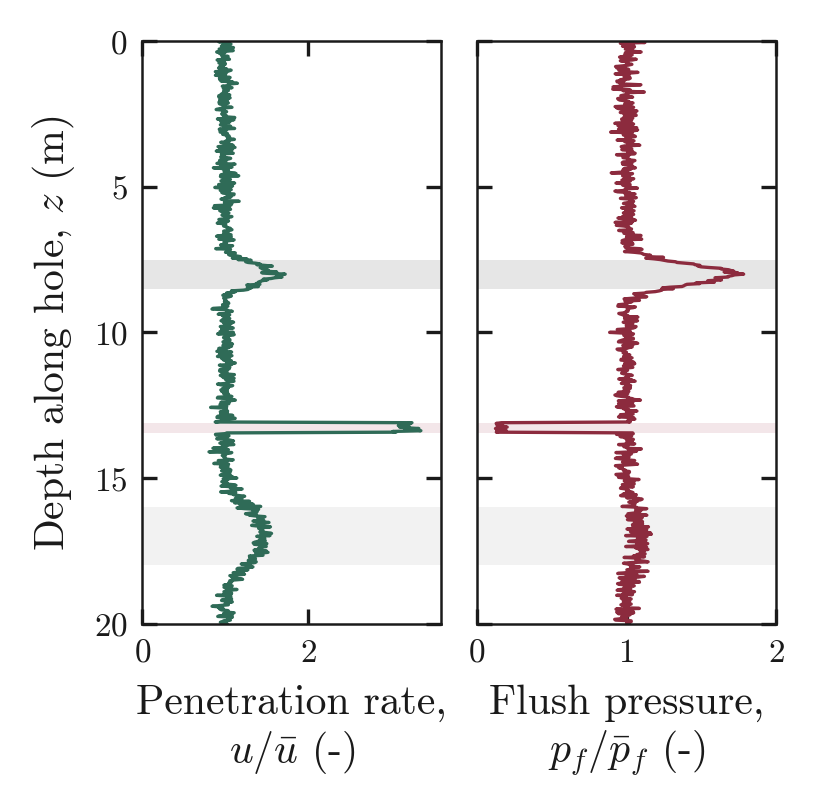 0
5
10
15
20
Depth along hole, z (m)
0 2
0 1 2
Penetration rate,
u/ū (-)
Flush pressure,
p_f/p̄_f (-)